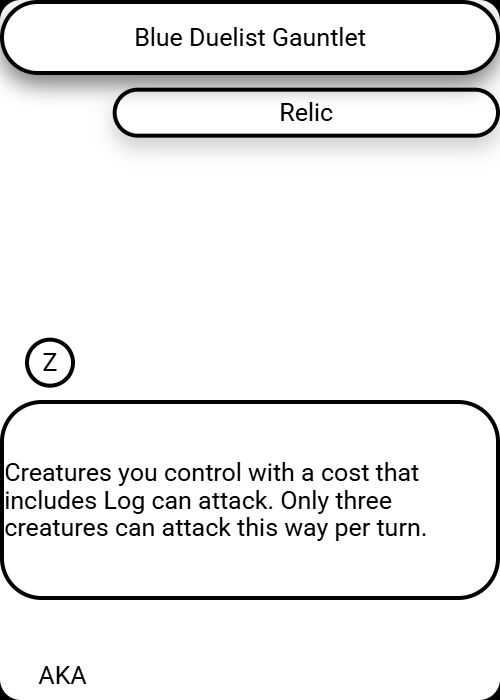 Blue Duelist Gauntlet
Relic
Z
Creatures you control with a cost that
includes Log can attack. Only three
creatures can attack this way per turn.
AKA